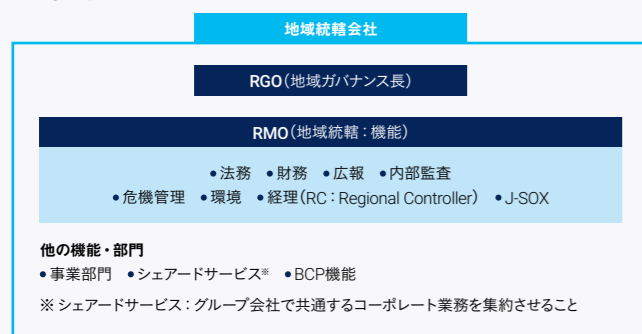 地域統轄会社
RGO(地域ガバナンス長)
RMO(地域統轄：機能)
●法務 ●財務 ●広報 ●内部監査
●危機管理 ●環境 ●経理(RC：Regional Controller) ●J-SOX
他の機能・部門
●事業部門 ●シェアードサービス※ ●BCP機能
※ シェアードサービス：グループ会社で共通するコーポレート業務を集約させること